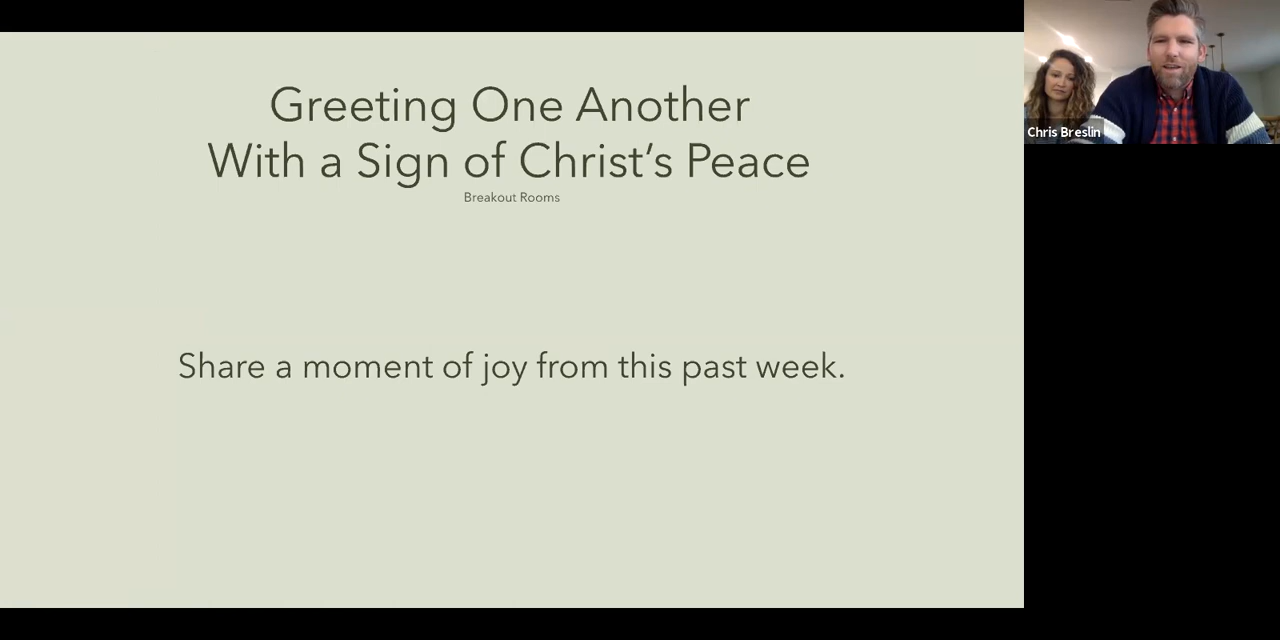 Greeting One Another
With a Sign of Christ’s Peace
Breakout Rooms
Share a moment of joy from this past week.
Chris Breslin